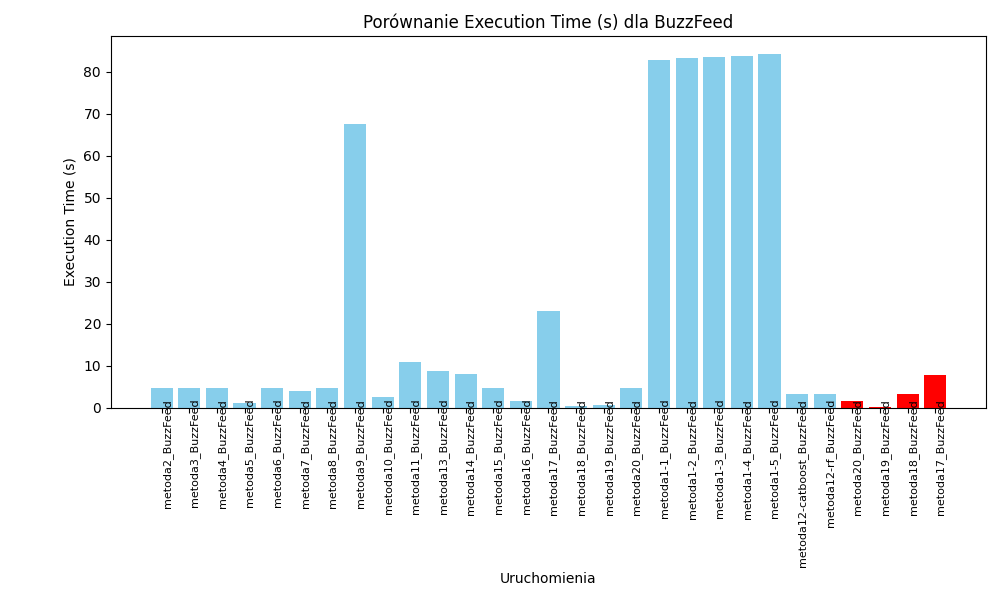 Porównanie Execution Time (s) dla BuzzFeed
Execution Time (s)
80
70
60
50
40
30
20
10
0
metoda2_BuzzFeed
metoda3_BuzzFeed
metoda4_BuzzFeed
metoda5_BuzzFeed
metoda6_BuzzFeed
metoda7_BuzzFeed
metoda8_BuzzFeed
metoda9_BuzzFeed
metoda10_BuzzFeed
metoda11_BuzzFeed
metoda13_BuzzFeed
metoda14_BuzzFeed
metoda15_BuzzFeed
metoda16_BuzzFeed
metoda17_BuzzFeed
metoda18_BuzzFeed
metoda19_BuzzFeed
metoda20_BuzzFeed
metoda1-1_BuzzFeed
metoda1-2_BuzzFeed
metoda1-3_BuzzFeed
metoda1-4_BuzzFeed
metoda1-5_BuzzFeed
metoda12-catboost_BuzzFeed
metoda12-rf_BuzzFeed
metoda20_BuzzFeed
metoda19_BuzzFeed
metoda18_BuzzFeed
metoda17_BuzzFeed
Uruchomienia